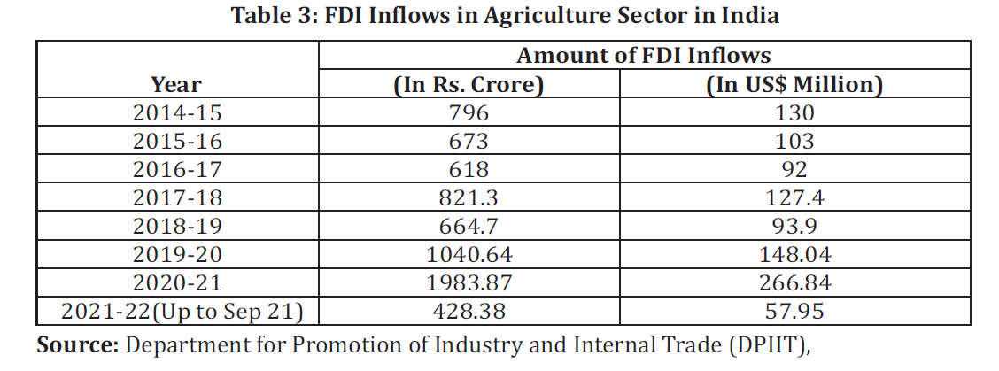 Table 3: FDI Inflows in Agriculture Sector in India
Year Amount of FDI Inflows
(In Rs. Crore) (In US$ Million)
2014-15 796 130
2015-16 673 103
2016-17 618 92
2017-18 821.3 127.4
2018-19 664.7 93.9
2019-20 1040.64 148.04
2020-21 1983.87 266.84
2021-22(Up to Sep 21) 428.38 57.95
Source: Department for Promotion of Industry and Internal Trade (DPIIT),